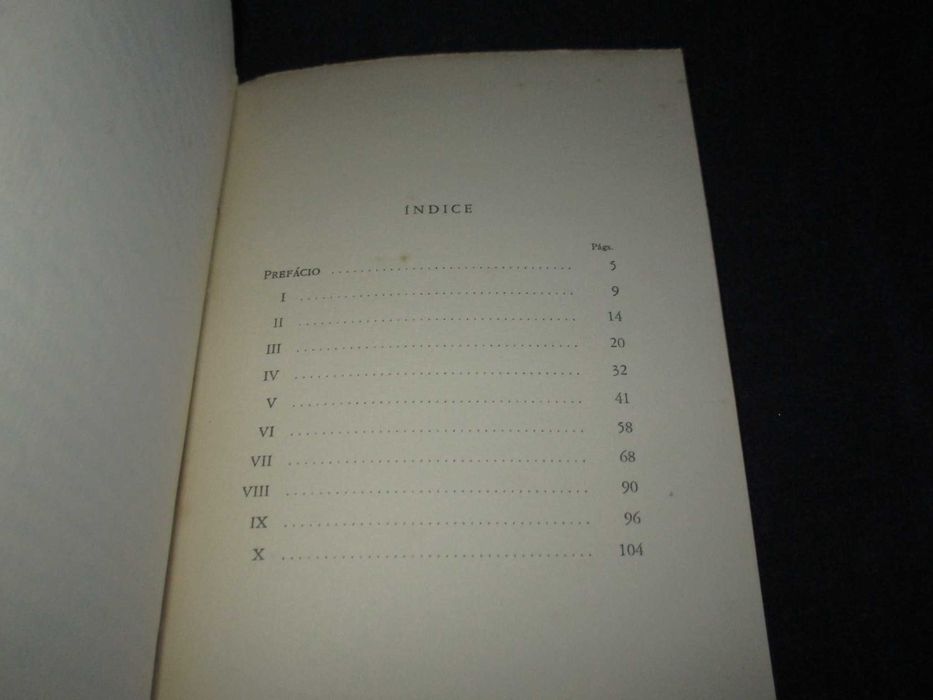 ÍNDICE
Págs.
PREFÁCIO ................................ 5
I ................................ 9
II ................................ 14
III ................................ 20
IV ................................ 32
V ................................ 41
VI ................................ 58
VII ................................ 68
VIII ................................ 90
IX ................................ 96
X ................................ 104